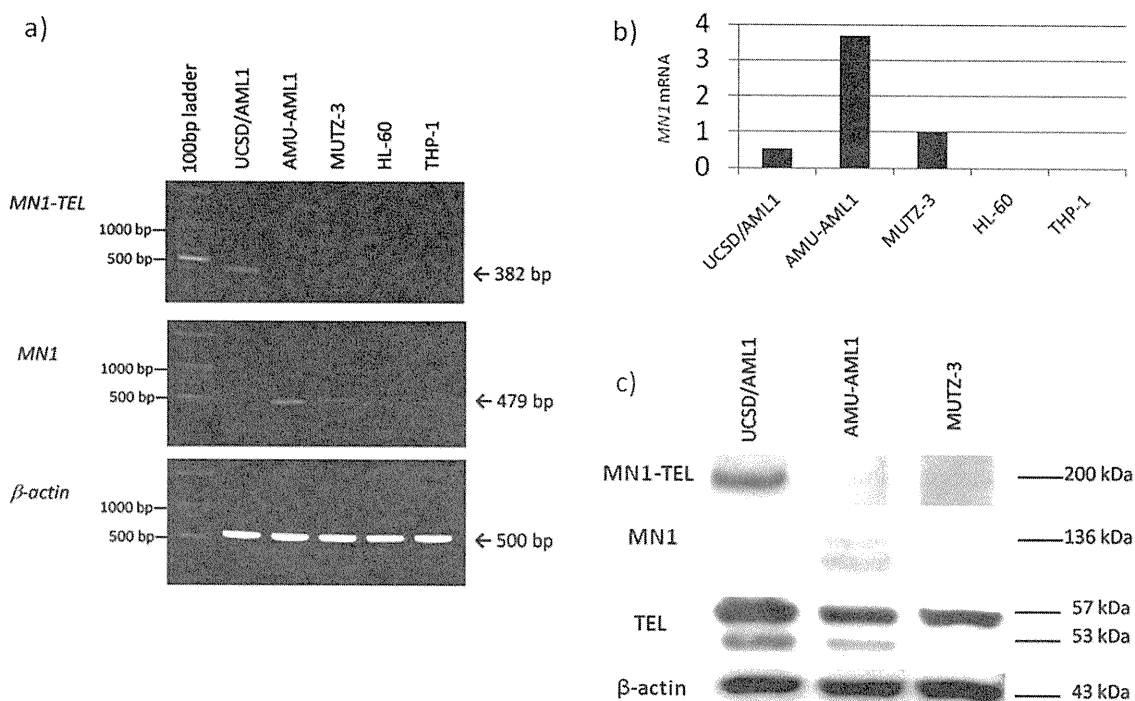 a)
100bp ladder
UCSD/AML1
AMU-AML1
MUTZ-3
HL-60
THP-1
MN1-TEL
1000 bp
500 bp
← 382 bp
MN1
1000 bp
500 bp
← 479 bp
β-actin
1000 bp
500 bp
← 500 bp
b)
MN1 mRNA
4
3
2
1
0
UCSD/AML1
AMU-AML1
MUTZ-3
HL-60
THP-1
c)
UCSD/AML1
AMU-AML1
MUTZ-3
MN1-TEL
200 kDa
MN1
136 kDa
TEL
57 kDa
53 kDa
β-actin
43 kDa